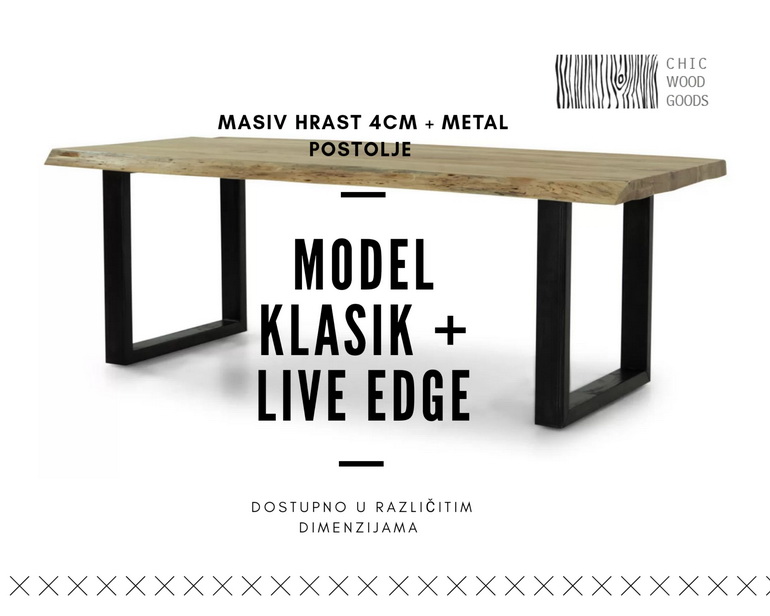 CHIC
WOOD
GOODS
MASIV HRAST 4CM + METAL
POSTOLJE
MODEL
KLASIK +
LIVE EDGE
DOSTUPNO U RAZLIČITIM
DIMENZIJAMA